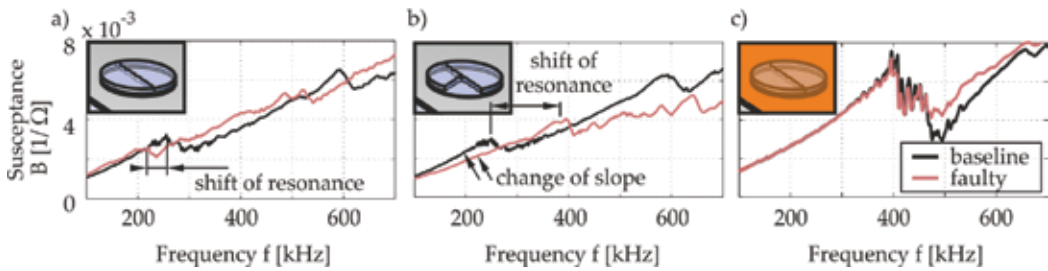 a)
b)
c)
x 10⁻³
8
4
0
Susceptance
B [1/ Ω]
shift of resonance
shift of
resonance
change of slope
baseline
faulty
200 400 600
200 400 600
200 400 600
Frequency f [kHz]
Frequency f [kHz]
Frequency f [kHz]